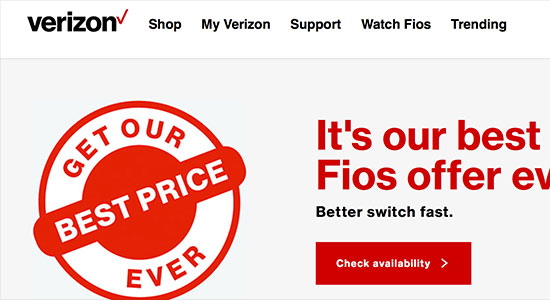 verizon✓
Shop My Verizon Support Watch Fios Trending
GET OUR
BEST PRICE
EVER
It's our best
Fios offer ev
Better switch fast.
Check availability >